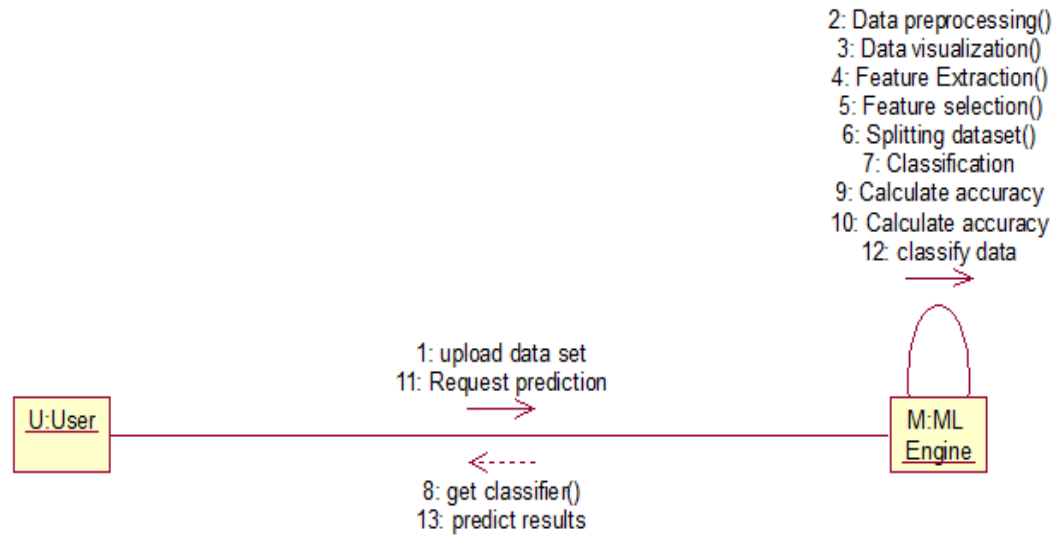 2: Data preprocessing()
3: Data visualization()
4: Feature Extraction()
5: Feature selection()
6: Splitting dataset()
7: Classification
9: Calculate accuracy
10: Calculate accuracy
12: classify data
1: upload data set
11: Request prediction
U:User
M:ML
Engine
8: get classifier()
13: predict results